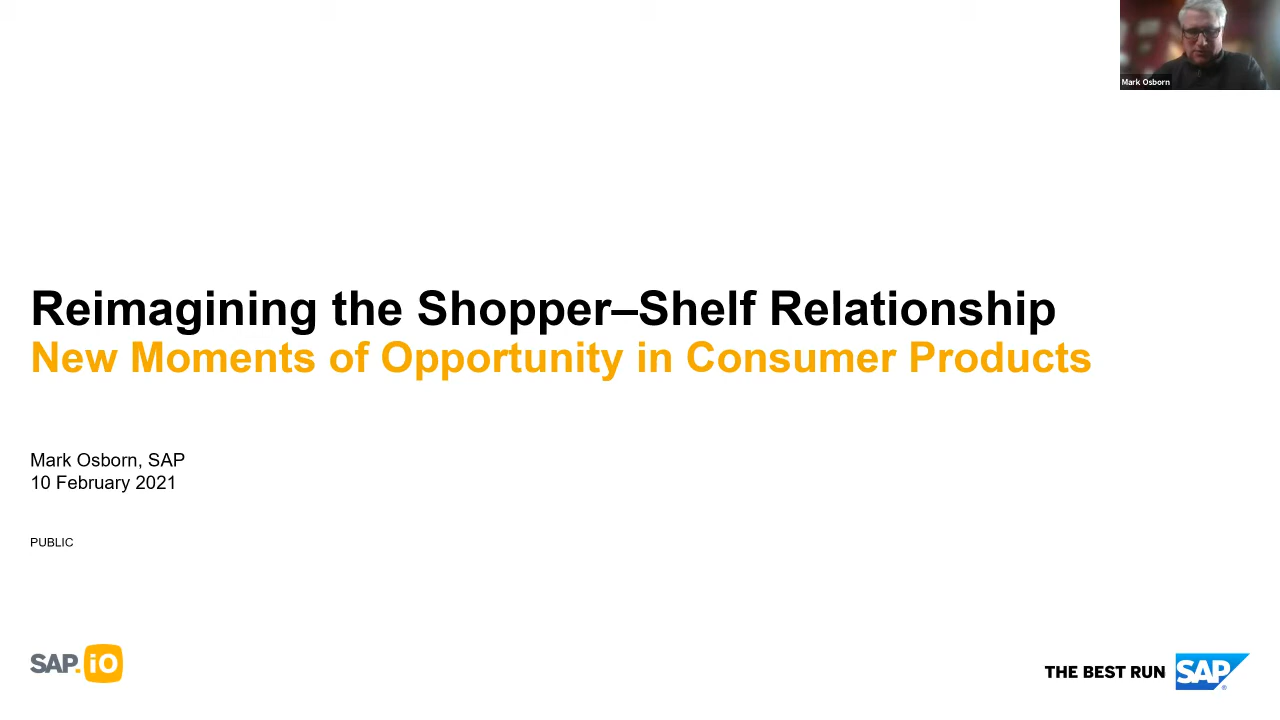 Mark Osborn
Reimagining the Shopper–Shelf Relationship
New Moments of Opportunity in Consumer Products
Mark Osborn, SAP
10 February 2021
PUBLIC
SAP.iO
THE BEST RUN SAP®